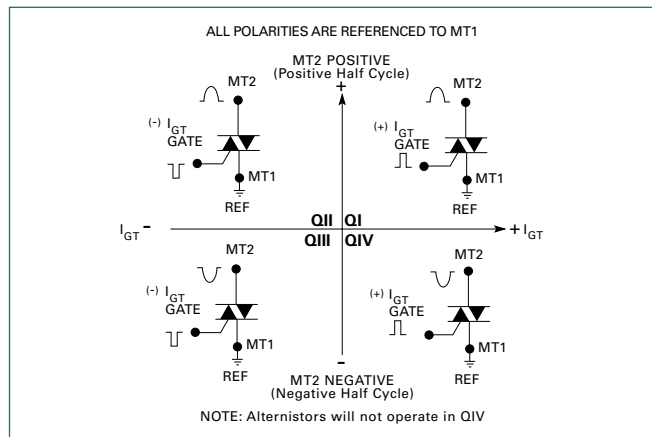 ALL POLARITIES ARE REFERENCED TO MT1
MT2 POSITIVE
(Positive Half Cycle)
+
MT2
(-) IGT
GATE
MT1
REF
MT2
(+) IGT
GATE
MT1
REF
IGT -
QII QI
QIII QIV
+ IGT
MT2
(-) IGT
GATE
MT1
REF
MT2
(+) IGT
GATE
MT1
REF
-
MT2 NEGATIVE
(Negative Half Cycle)
NOTE: Alternistors will not operate in QIV